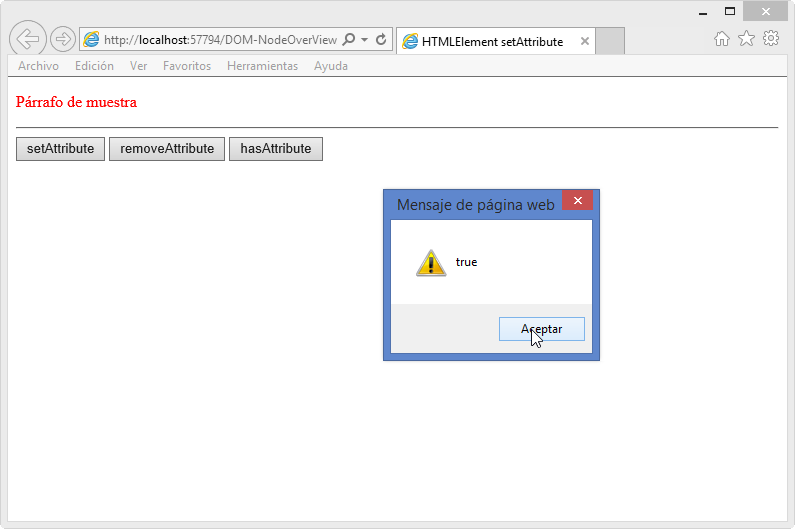 http://localhost:57794/DOM-NodeOverView
HTMLElement setAttribute
Archivo Edición Ver Favoritos Herramientas Ayuda
Párrafo de muestra
setAttribute removeAttribute hasAttribute
Mensaje de página web
true
Aceptar